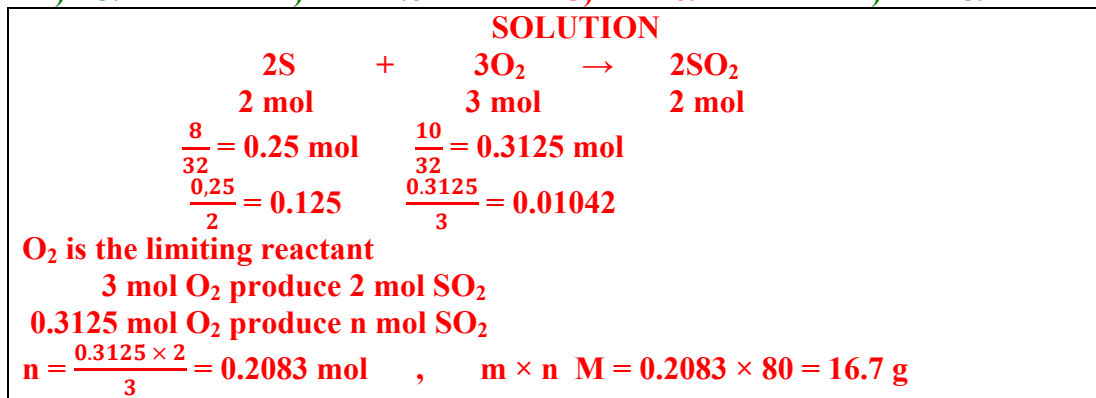 SOLUTION
2S + 3O₂ → 2SO₂
2 mol 3 mol 2 mol
8/32 = 0.25 mol 10/32 = 0.3125 mol
0,25/2 = 0.125 0.3125/3 = 0.01042
O₂ is the limiting reactant
3 mol O₂ produce 2 mol SO₂
0.3125 mol O₂ produce n mol SO₂
n = 0.3125 × 2/3 = 0.2083 mol , m × n M = 0.2083 × 80 = 16.7 g